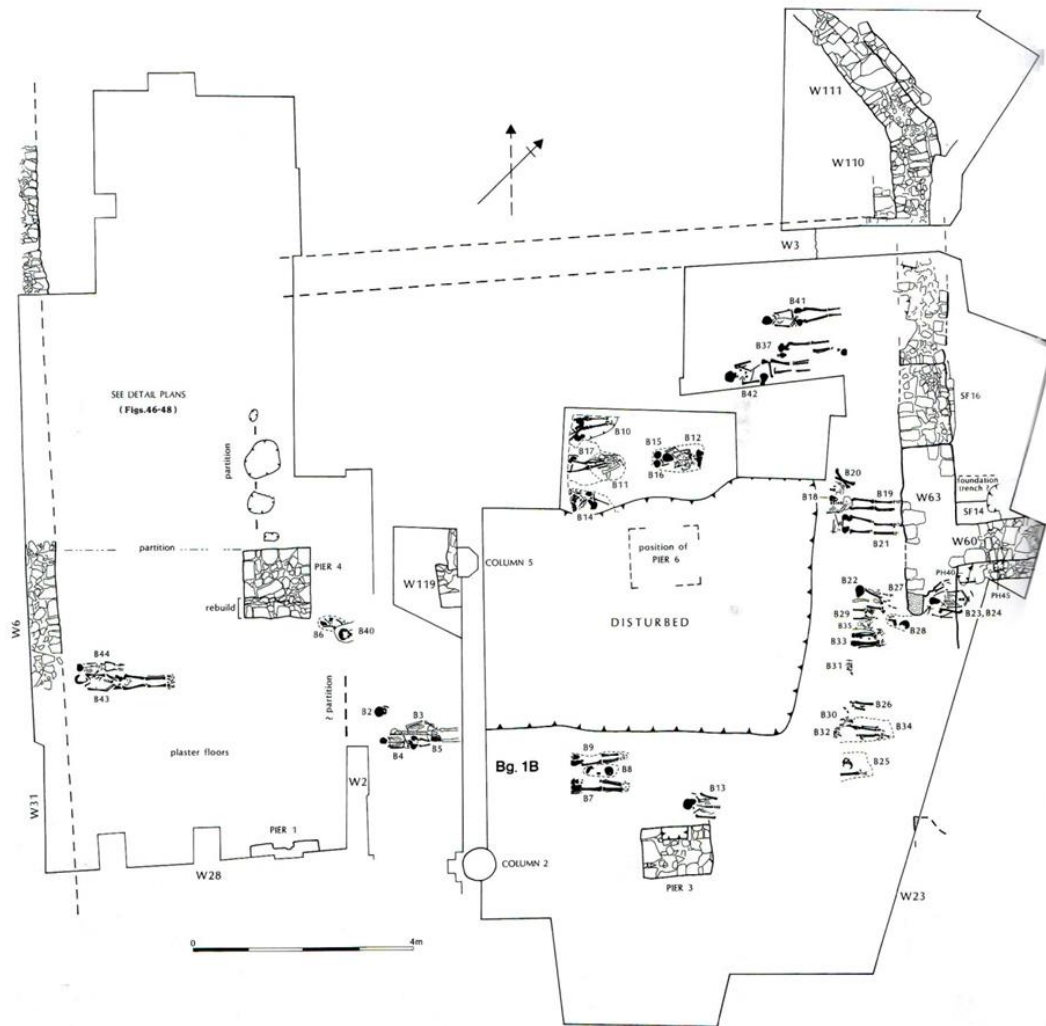 W111
W110
W3
B41
B37
B42
SEE DETAIL PLANS
(Figs.46-48)
SF16
partition
B10
B17
B15
B12
B16
B11
B14
B20
B18
B19
B21
W63
foundation
trench
SF14
W60
PH40
PH45
partition
PIER 4
COLUMN 5
W119
position of
PIER 6
rebuild
DISTURBED
B6
B40
B22
B27
B29
B35
B28
B33
B23, B24
B31
W6
B44
B43
? partition
B2
B3
B4
B5
B26
B30
B34
B32
B25
plaster floors
B9
Bg. 1B
B8
B7
B13
W31
W2
PIER 1
W28
COLUMN 2
PIER 3
W23
0
4m